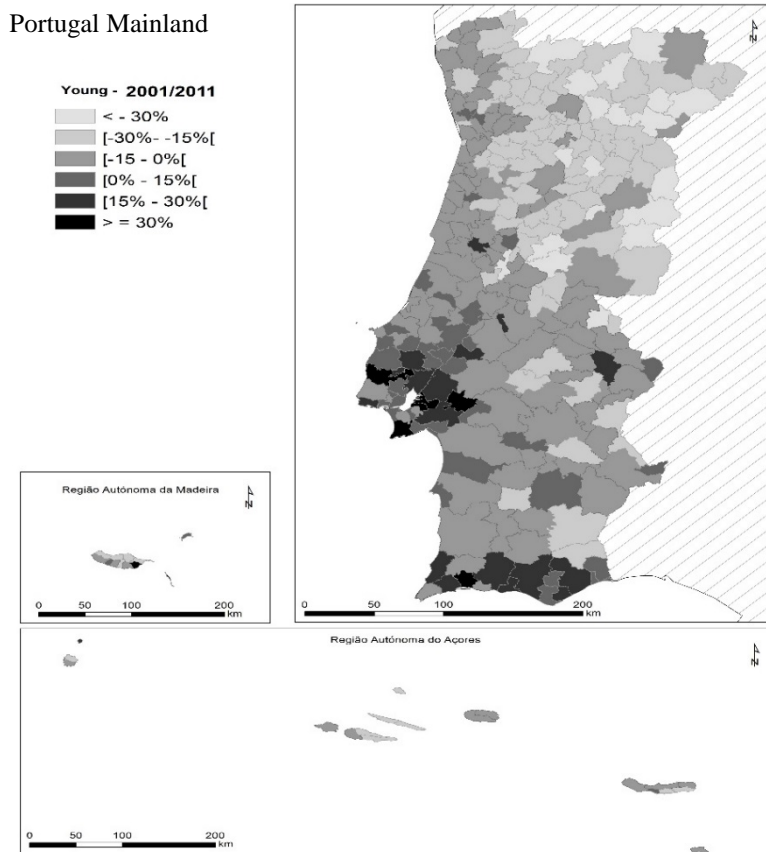 Portugal Mainland
Young - 2001/2011
< - 30%
[-30%- -15%[
[-15 - 0%[
[0% - 15%[
[15% - 30%[
> = 30%
N
0 50 100 200
km
Região Autónoma da Madeira
N
0 50 100 200
km
Região Autónoma do Açores
N
0 50 100 200
km